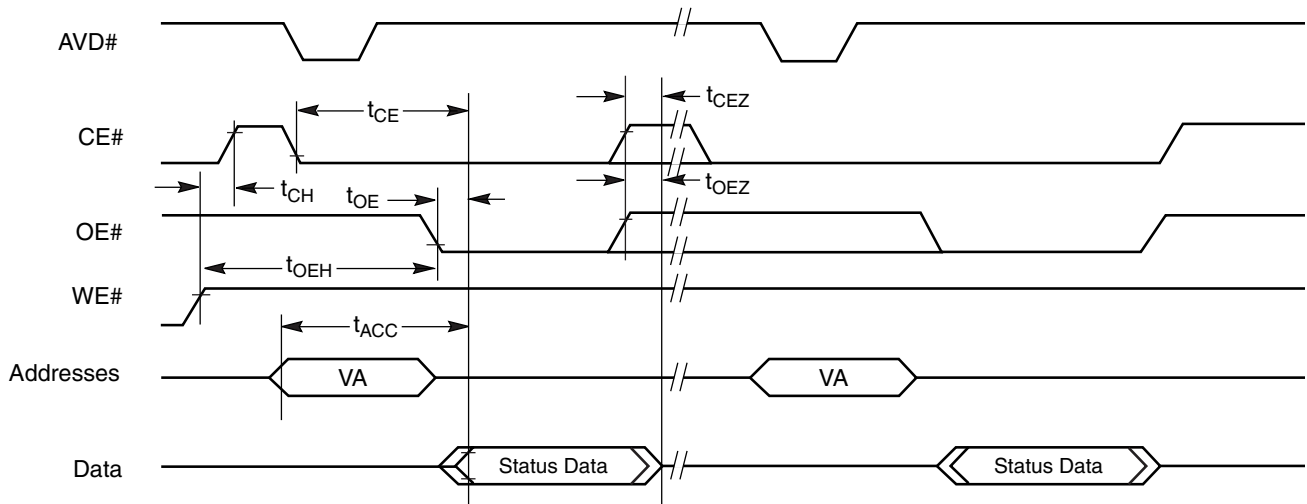 AVD#
tCE
tCEZ
CE#
tCH
tOE
tOEZ
OE#
tOEH
WE#
tACC
Addresses
VA
VA
Data
Status Data
Status Data